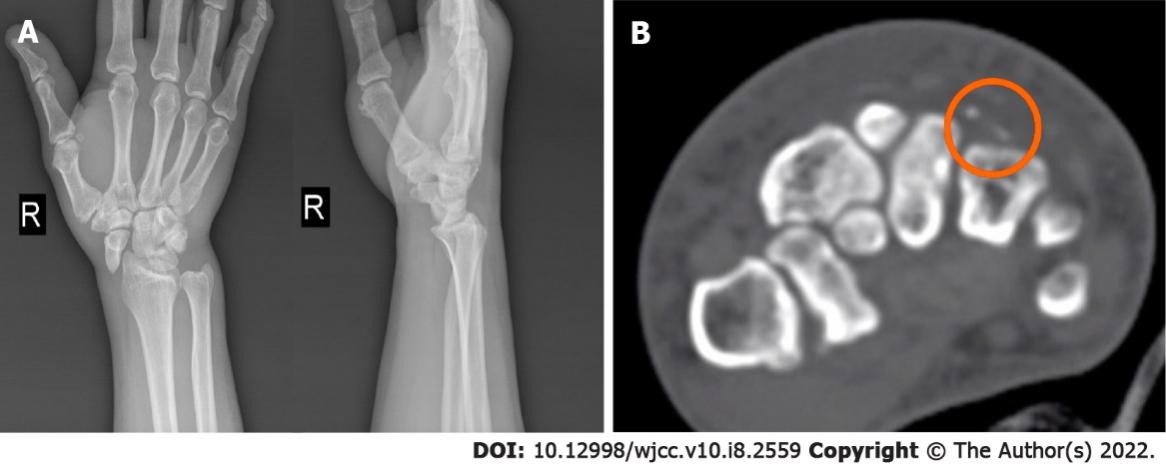 A
B
R
R
DOI: 10.12998/wjcc.v10.i8.2559 Copyright © The Author(s) 2022.